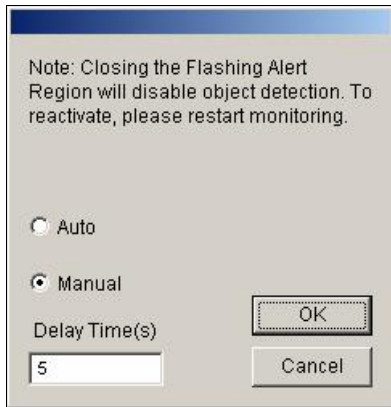 Note: Closing the Flashing Alert
Region will disable object detection. To
reactivate, please restart monitoring.
Auto
Manual
Delay Time(s)
5
OK
Cancel